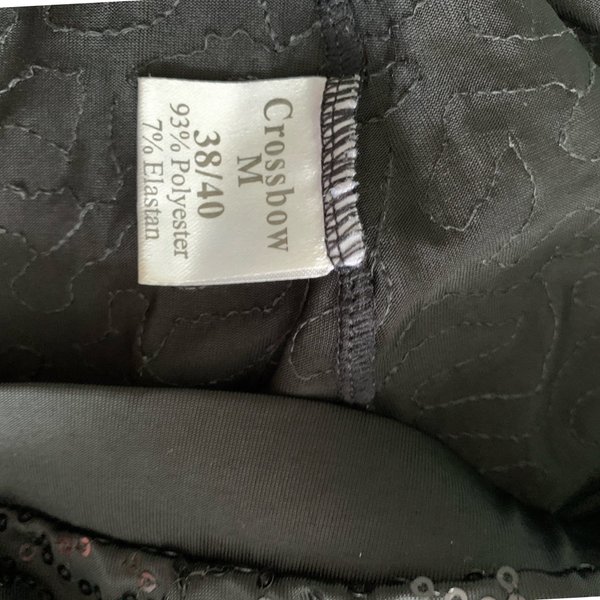 Crossbow
M
38/40
93% Polyester
7% Elastan